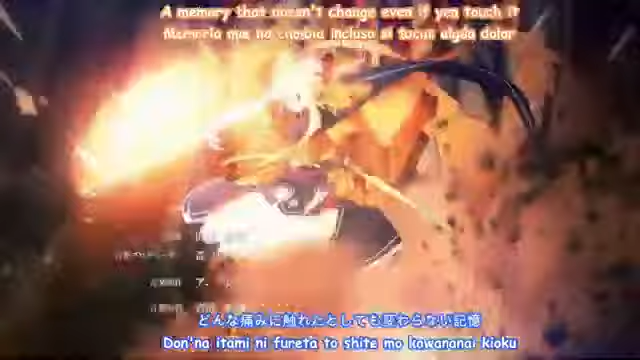 A memory that doesn't change even if you touch it
Memoria que no cambia incluso si tocas algún dolor
どんな痛みに触れたとしても変わらない記憶
Don'na itami ni fureta to shite mo kawananai kioku